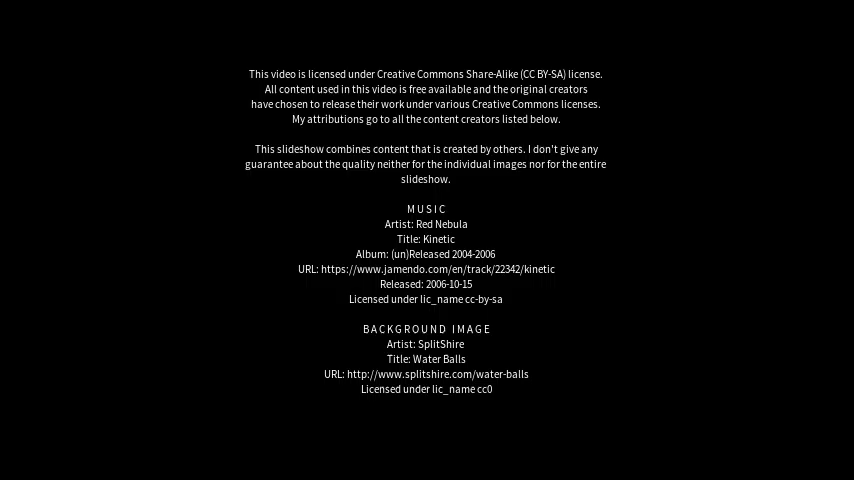 This video is licensed under Creative Commons Share-Alike (CC BY-SA) license.
All content used in this video is free available and the original creators
have chosen to release their work under various Creative Commons licenses.
My attributions go to all the content creators listed below.
This slideshow combines content that is created by others. I don't give any
guarantee about the quality neither for the individual images nor for the entire
slideshow.
MUSIC
Artist: Red Nebula
Title: Kinetic
Album: (un)Released 2004-2006
URL: https://www.jamendo.com/en/track/22342/kinetic
Released: 2006-10-15
Licensed under lic_name cc-by-sa
BACKGROUND IMAGE
Artist: SplitShire
Title: Water Balls
URL: http://www.splitshire.com/water-balls
Licensed under lic_name cc0